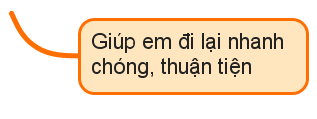 Giúp em đi lại nhanh
chóng, thuận tiện